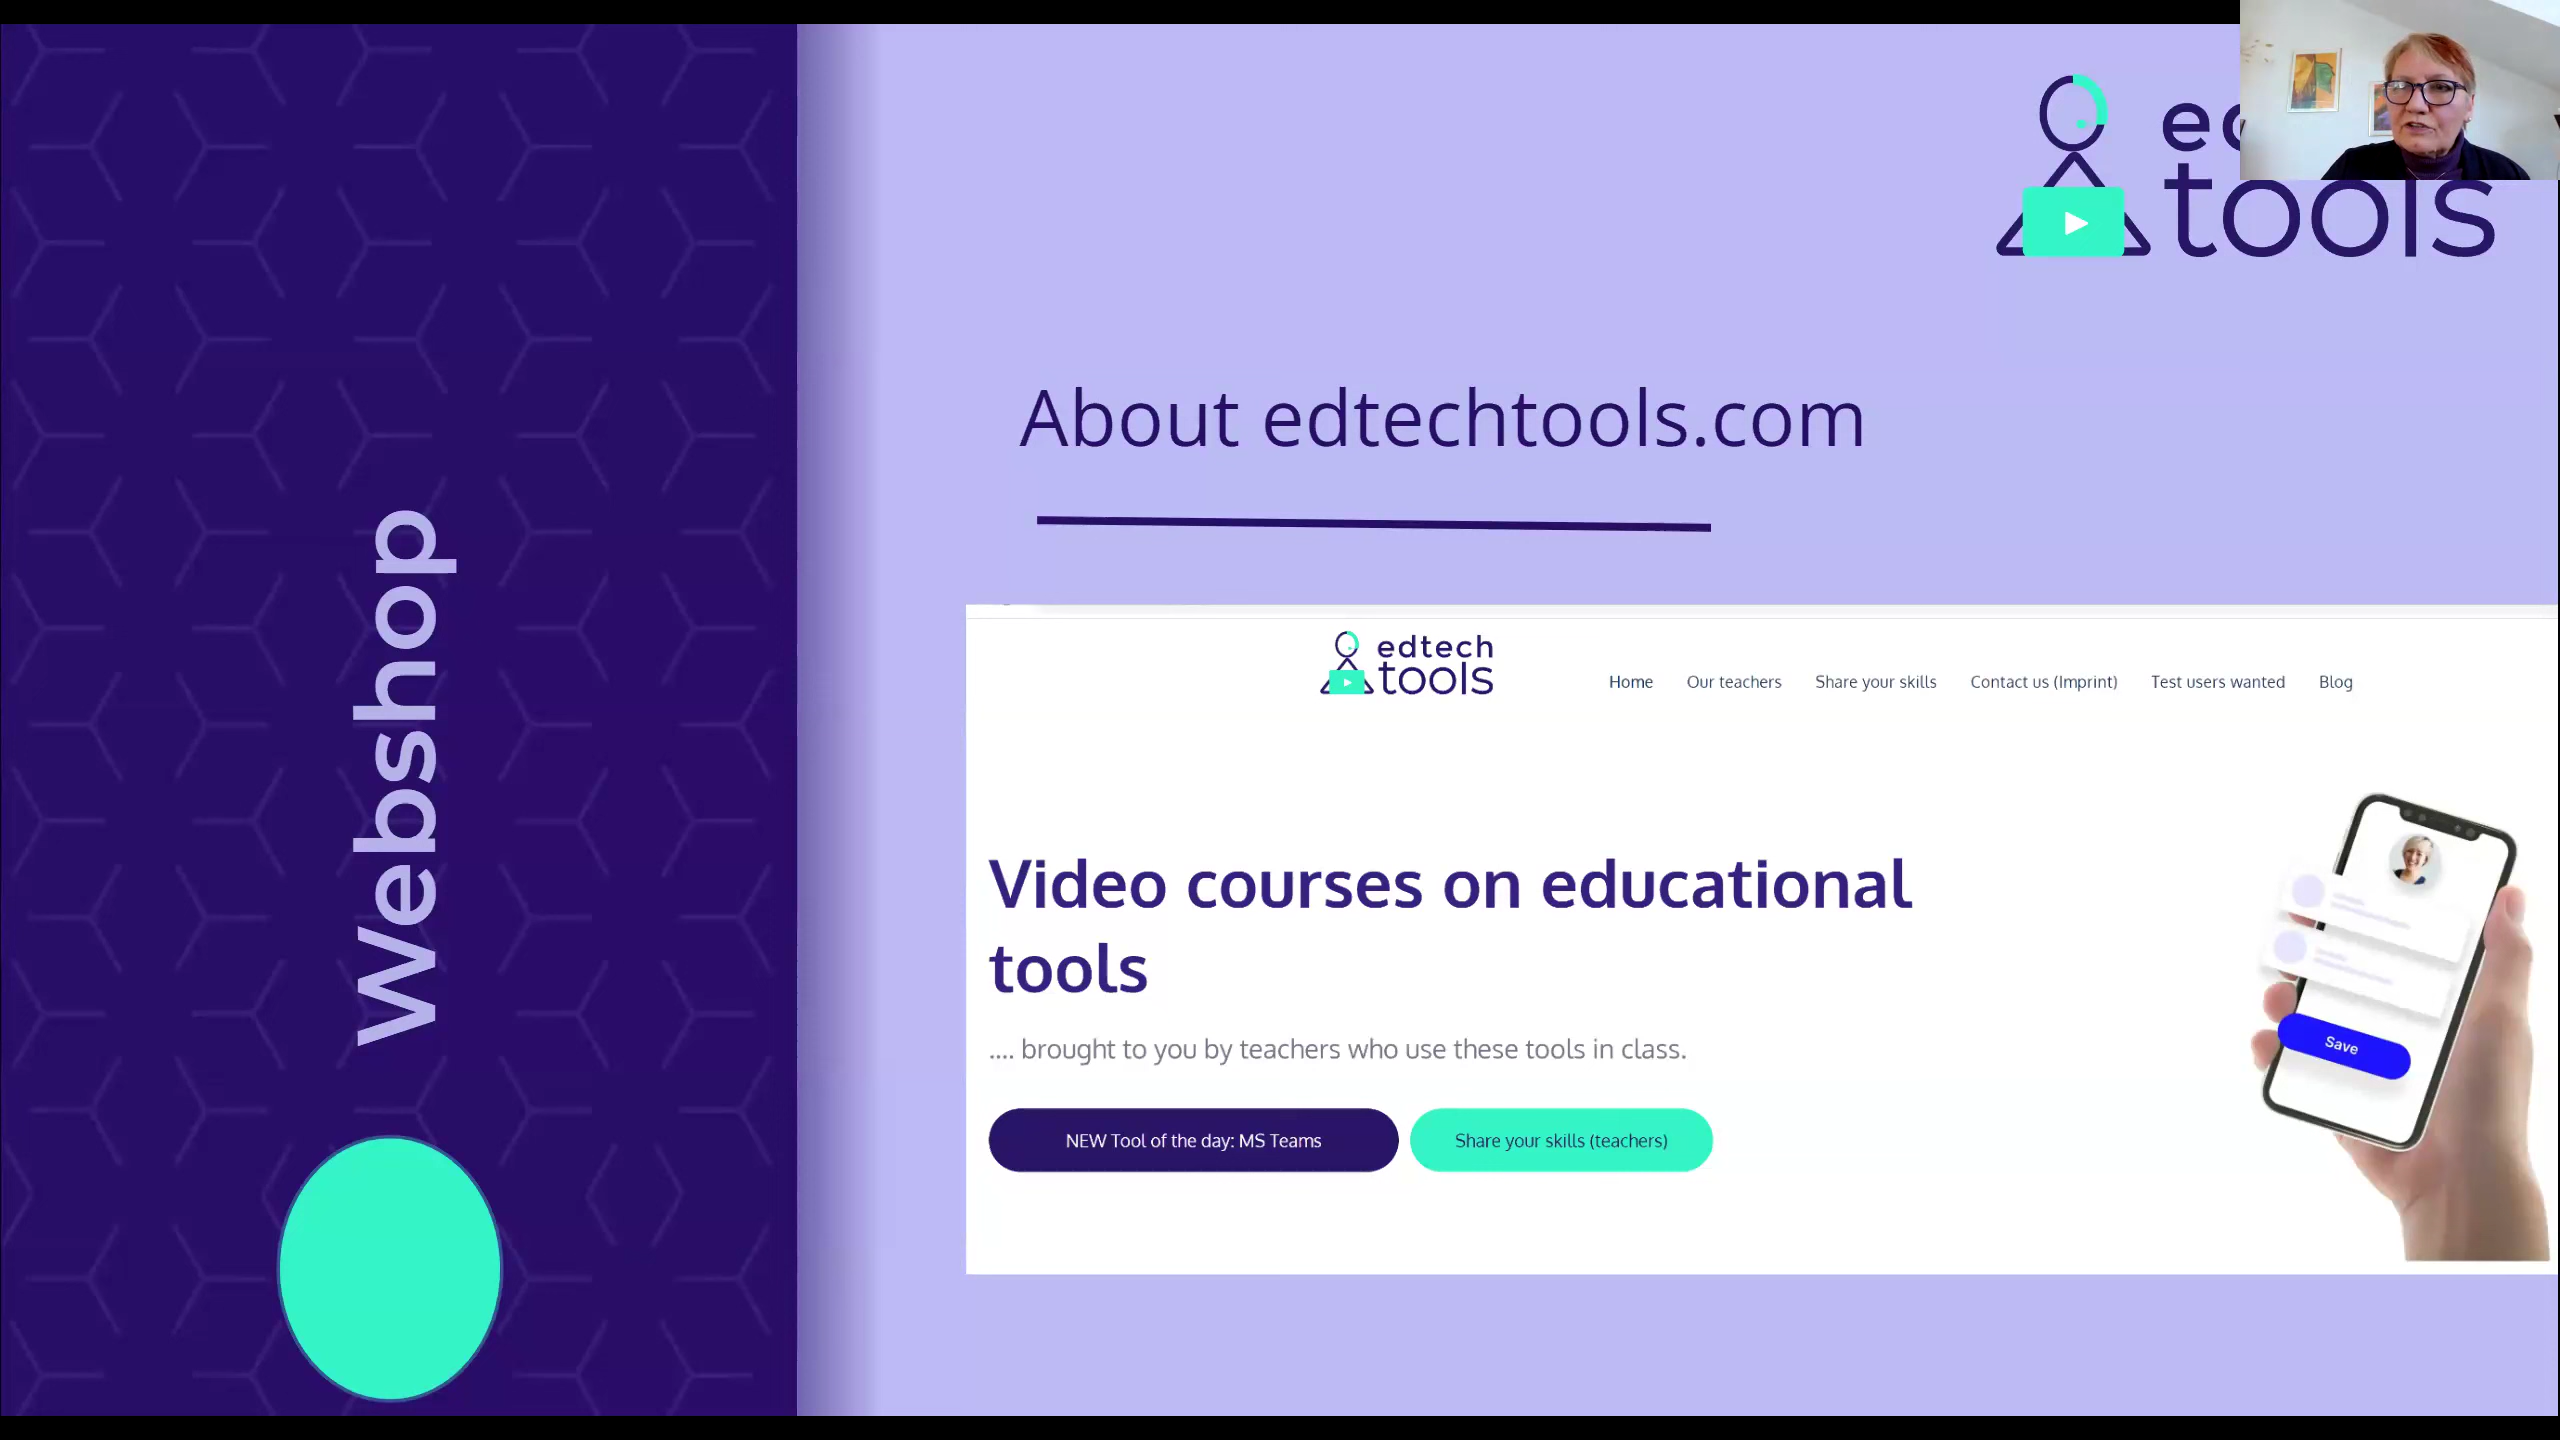 Webshop
tools
About edtechtools.com
edtech
tools
Home Our teachers Share your skills Contact us (Imprint) Test users wanted Blog
Video courses on educational
tools
.... brought to you by teachers who use these tools in class.
NEW Tool of the day: MS Teams Share your skills (teachers)
Save